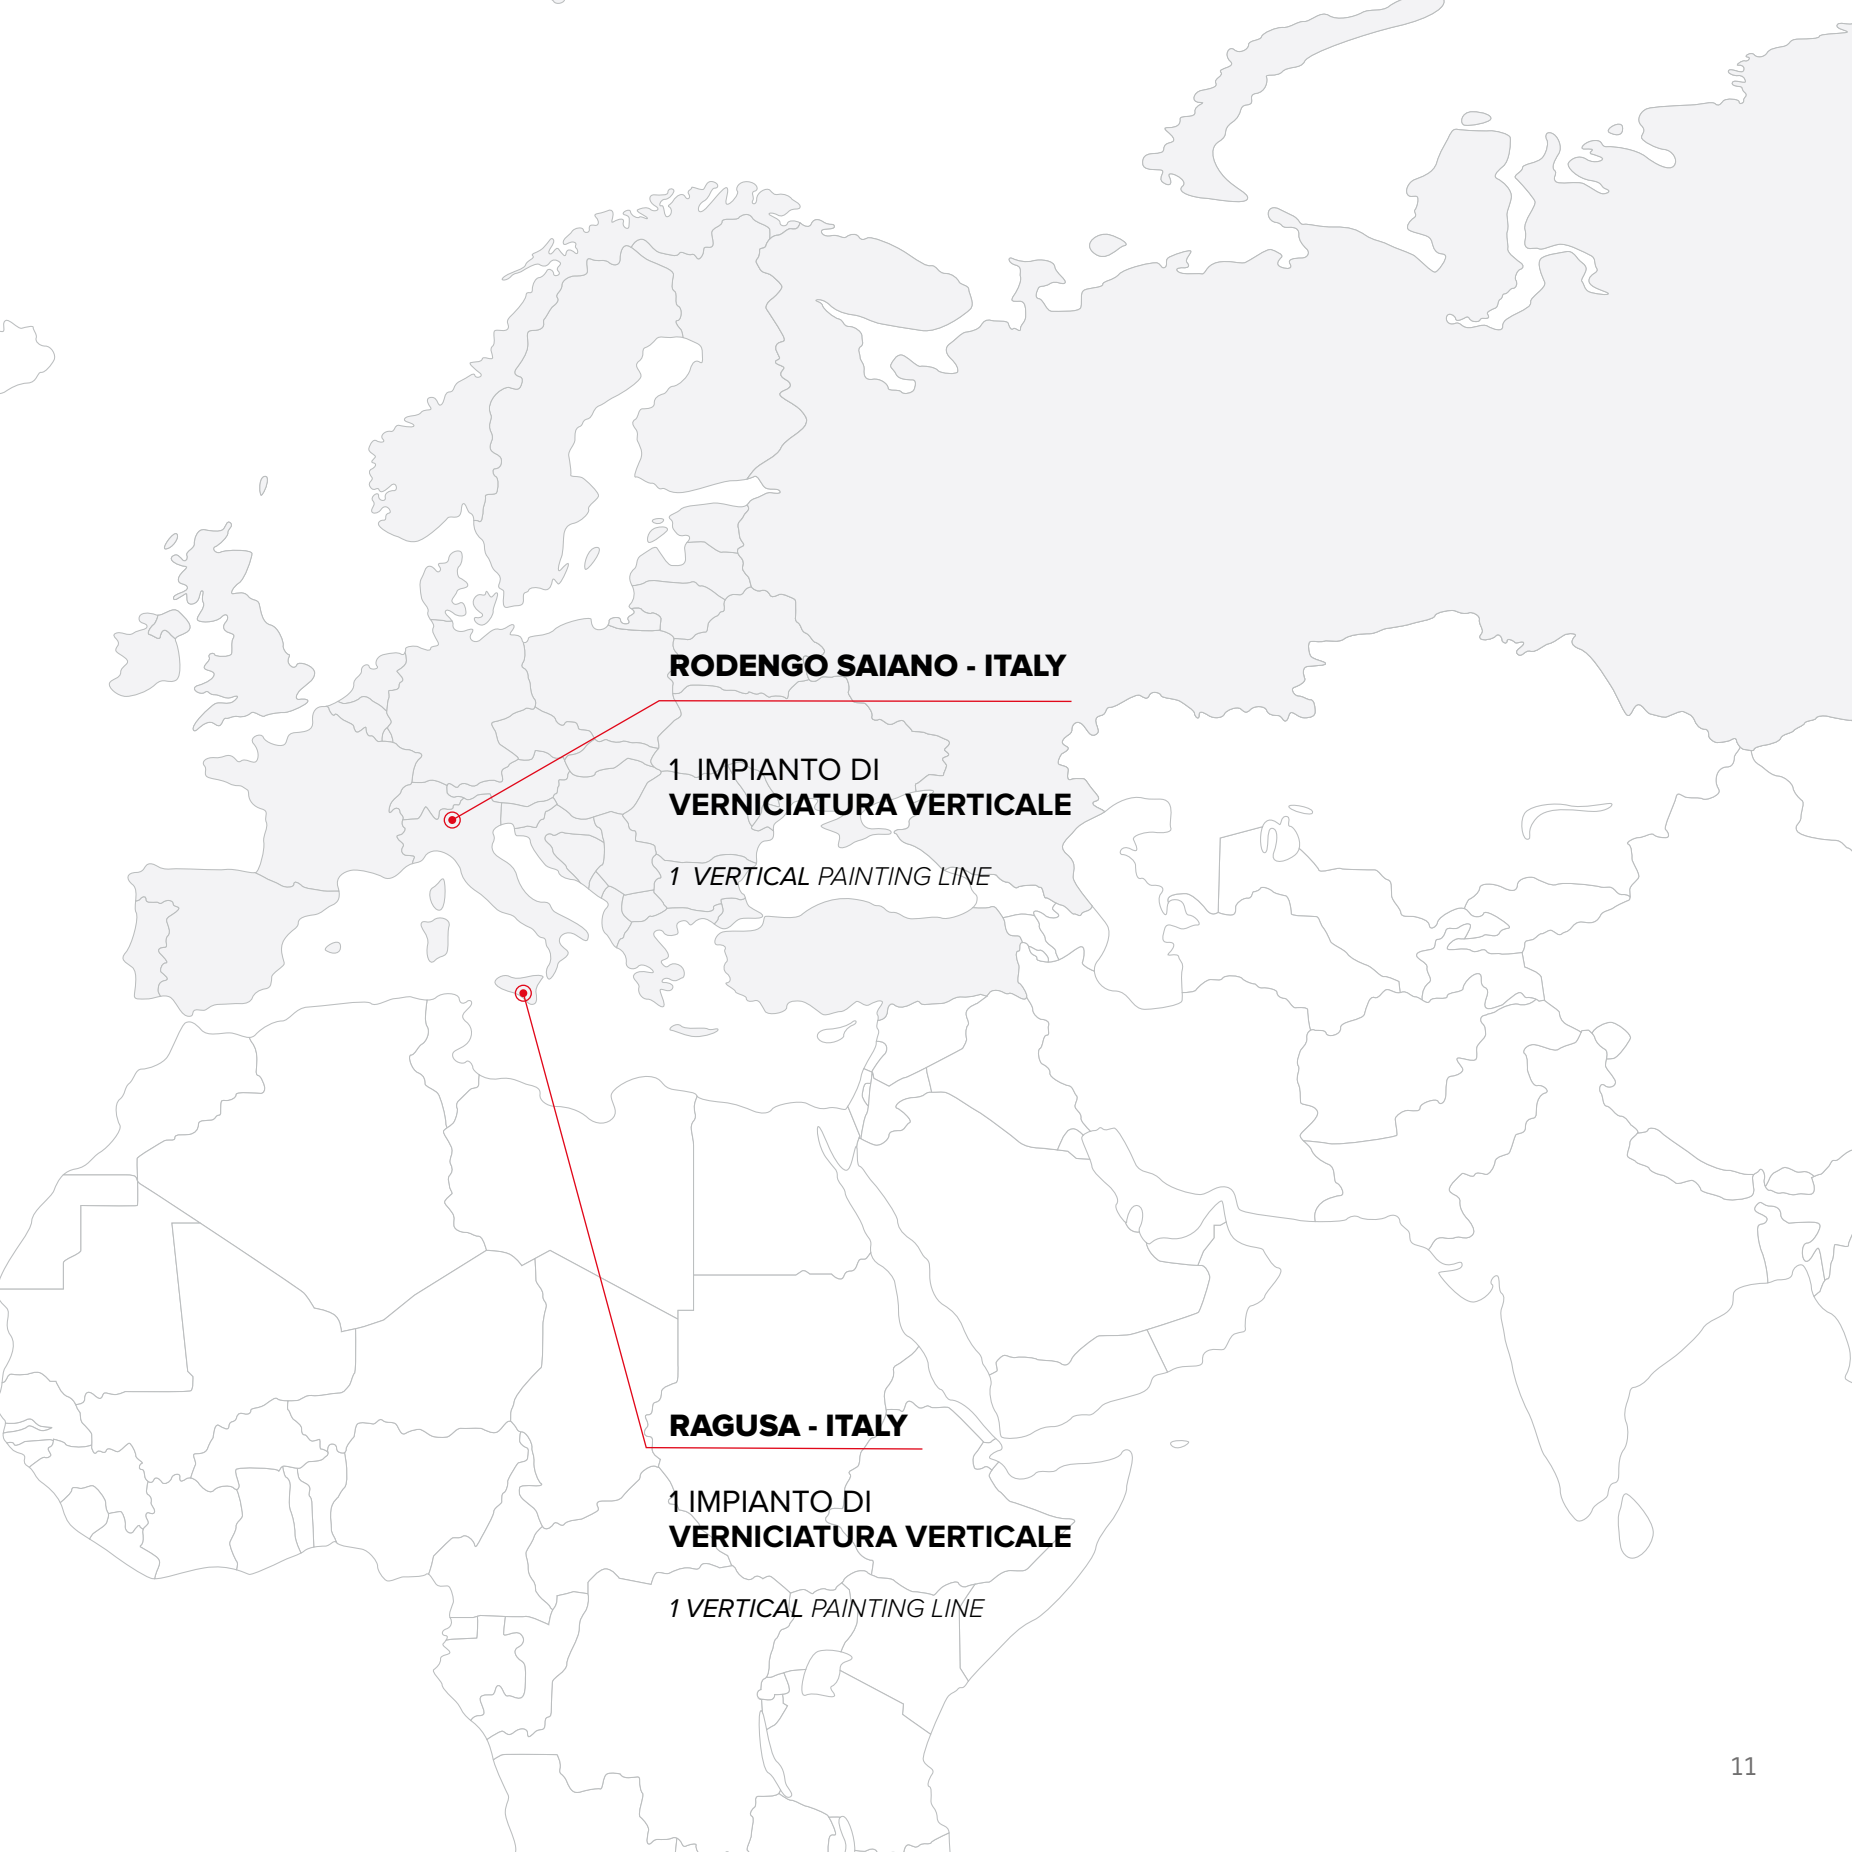 RODENGO SAIANO - ITALY
1 IMPIANTO DI
VERNICIATURA VERTICALE
1 VERTICAL PAINTING LINE
RAGUSA - ITALY
1 IMPIANTO DI
VERNICIATURA VERTICALE
1 VERTICAL PAINTING LINE
11